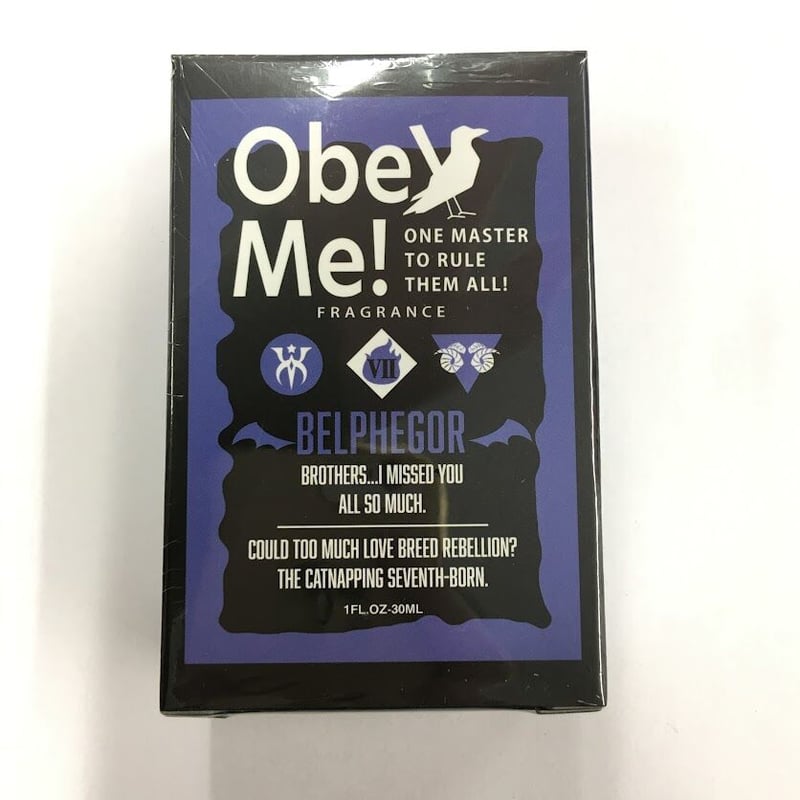 Obey
Me!
ONE MASTER
TO RULE
THEM ALL!
FRAGRANCE
VII
BELPHEGOR
BROTHERS...I MISSED YOU
ALL SO MUCH.
COULD TOO MUCH LOVE BREED REBELLION?
THE CATNAPPING SEVENTH-BORN.
1FL.OZ-30ML